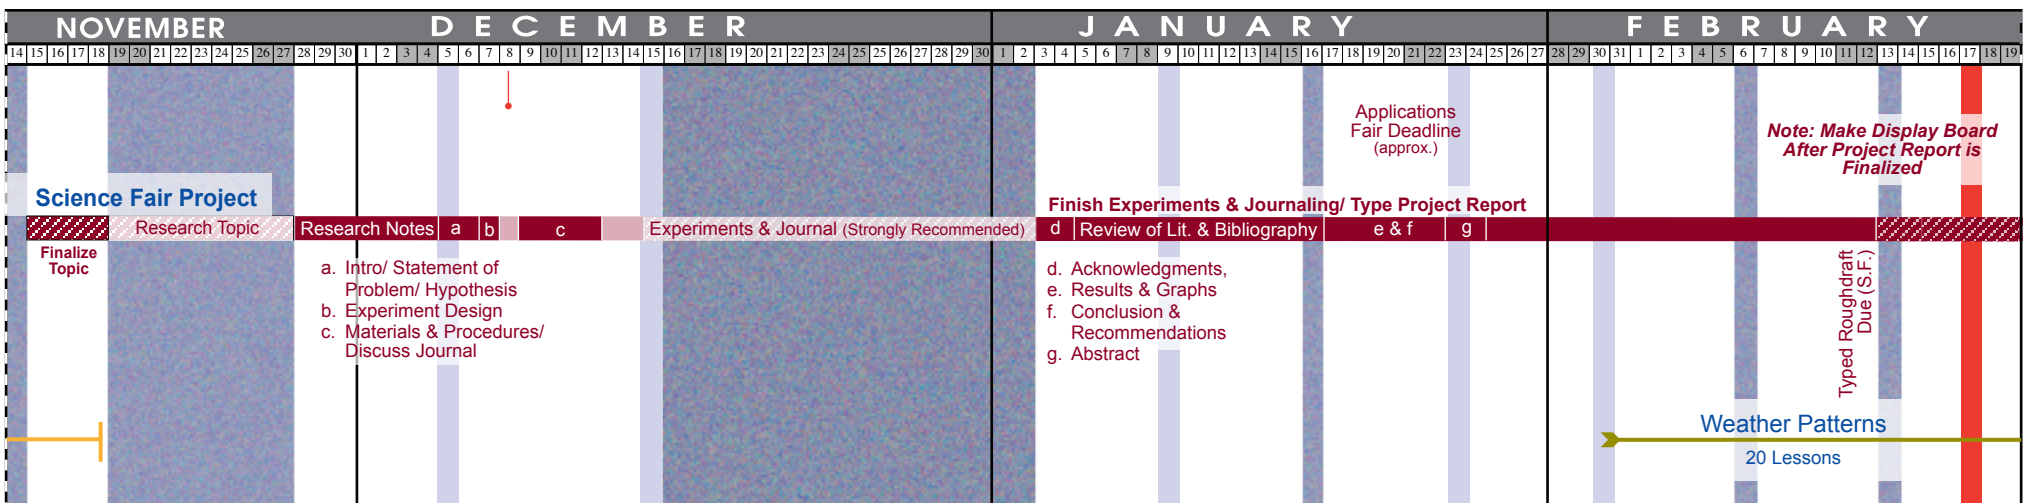 NOVEMBER DECEMBER JANUARY FEBRUARY
14 15 16 17 18 19 20 21 22 23 24 25 26 27 28 29 30 1 2 3 4 5 6 7 8 9 10 11 12 13 14 15 16 17 18 19 20 21 22 23 24 25 25 27 28 29 30 1 2 3 4 5 6 7 8 9 10 11 12 13 14 15 16 17 18 19 20 21 22 23 24 25 26 27 28 29 30 31 1 2 3 4 5 6 7 8 9 10 11 12 13 14 15 16 17 18 19
Applications
Fair Deadline
(approx.)
Note: Make Display Board
After Project Report is
Finalized
Science Fair Project
Finish Experiments & Journaling/ Type Project Report
Research Topic Research Notes a b c Experiments & Journal (Strongly Recommended) d Review of Lit. & Bibliography e & f g
Finalize
Topic
a. Intro/ Statement of
Problem/ Hypothesis
b. Experiment Design
c. Materials & Procedures/
Discuss Journal
d. Acknowledgments,
e. Results & Graphs
f. Conclusion &
Recommendations
g. Abstract
Typed Roughdraft
Due (S.F.)
Weather Patterns
20 Lessons